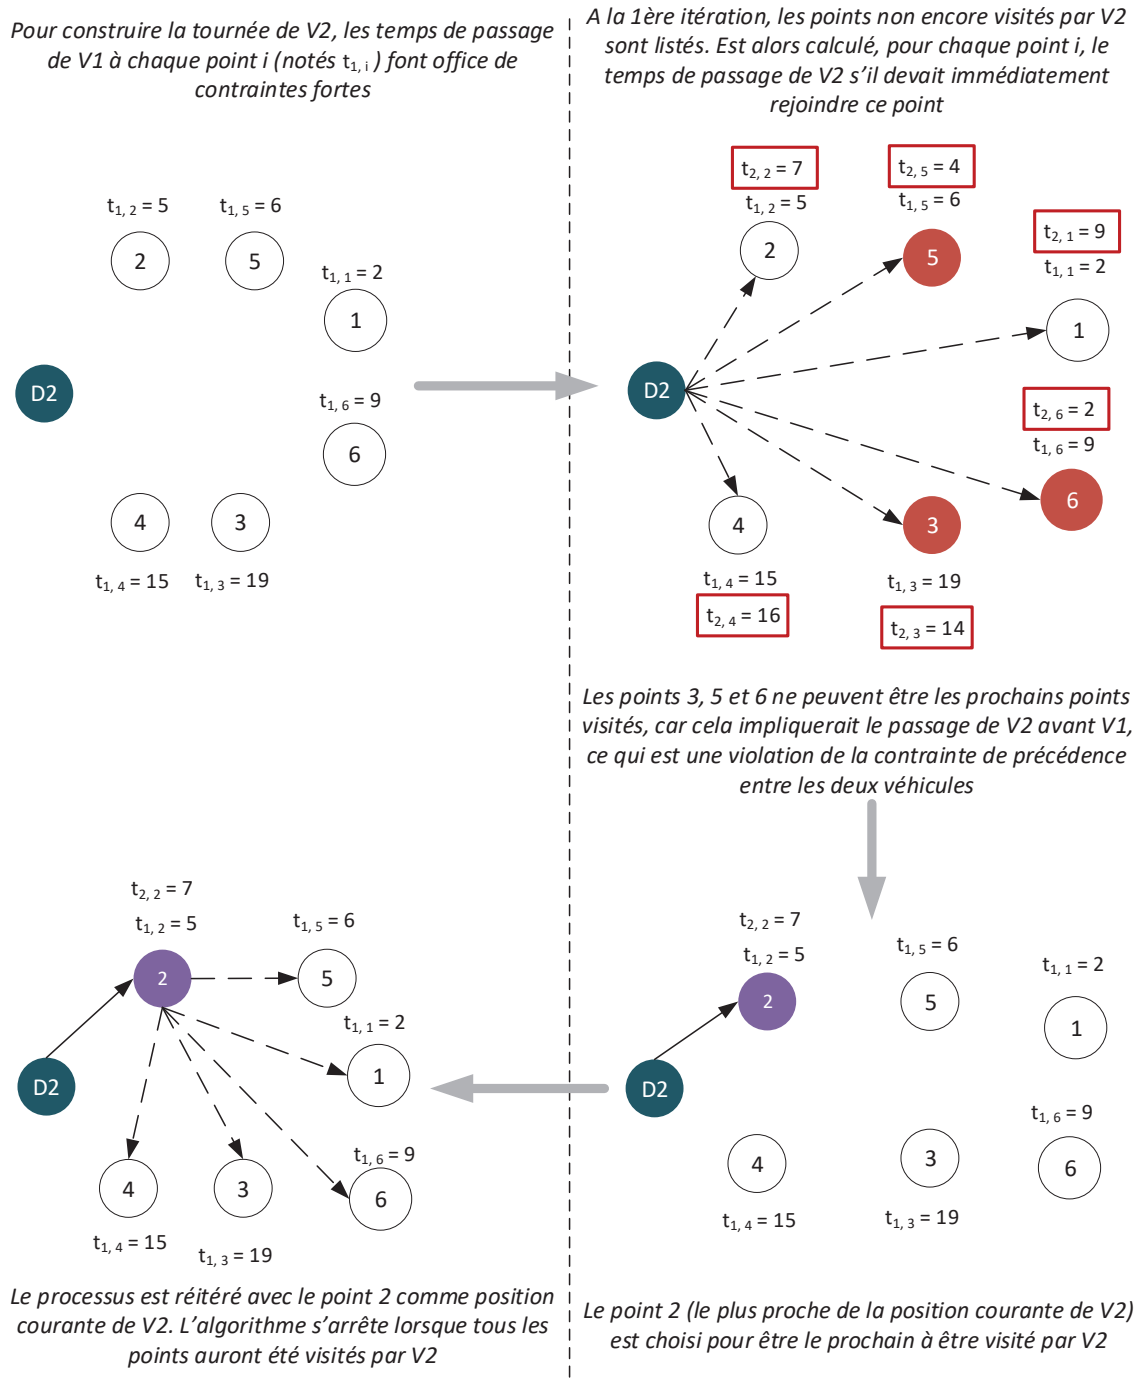 Pour construire la tournée de V2, les temps de passage
de V1 à chaque point i (notés t1, i ) font office de
contraintes fortes
t1, 2 = 5
t1, 5 = 6
2
5
t1, 1 = 2
1
D2
t1, 6 = 9
6
4
3
t1, 4 = 15
t1, 3 = 19
A la 1ère itération, les points non encore visités par V2
sont listés. Est alors calculé, pour chaque point i, le
temps de passage de V2 s’il devait immédiatement
rejoindre ce point
t2, 2 = 7
t2, 5 = 4
t1, 2 = 5
t1, 5 = 6
2
5
t2, 1 = 9
t1, 1 = 2
1
D2
t2, 6 = 2
t1, 6 = 9
6
4
3
t1, 4 = 15
t1, 3 = 19
t2, 4 = 16
t2, 3 = 14
Les points 3, 5 et 6 ne peuvent être les prochains points
visités, car cela impliquerait le passage de V2 avant V1,
ce qui est une violation de la contrainte de précédence
entre les deux véhicules
t2, 2 = 7
t1, 2 = 5
t1, 5 = 6
t1, 1 = 2
2
5
1
D2
t1, 6 = 9
4
3
6
t1, 4 = 15
t1, 3 = 19
Le point 2 (le plus proche de la position courante de V2)
est choisi pour être le prochain à être visité par V2
t2, 2 = 7
t1, 2 = 5
t1, 5 = 6
2
5
t1, 1 = 2
1
D2
t1, 6 = 9
4
3
6
t1, 4 = 15
t1, 3 = 19
Le processus est réitéré avec le point 2 comme position
courante de V2. L’algorithme s’arrête lorsque tous les
points auront été visités par V2